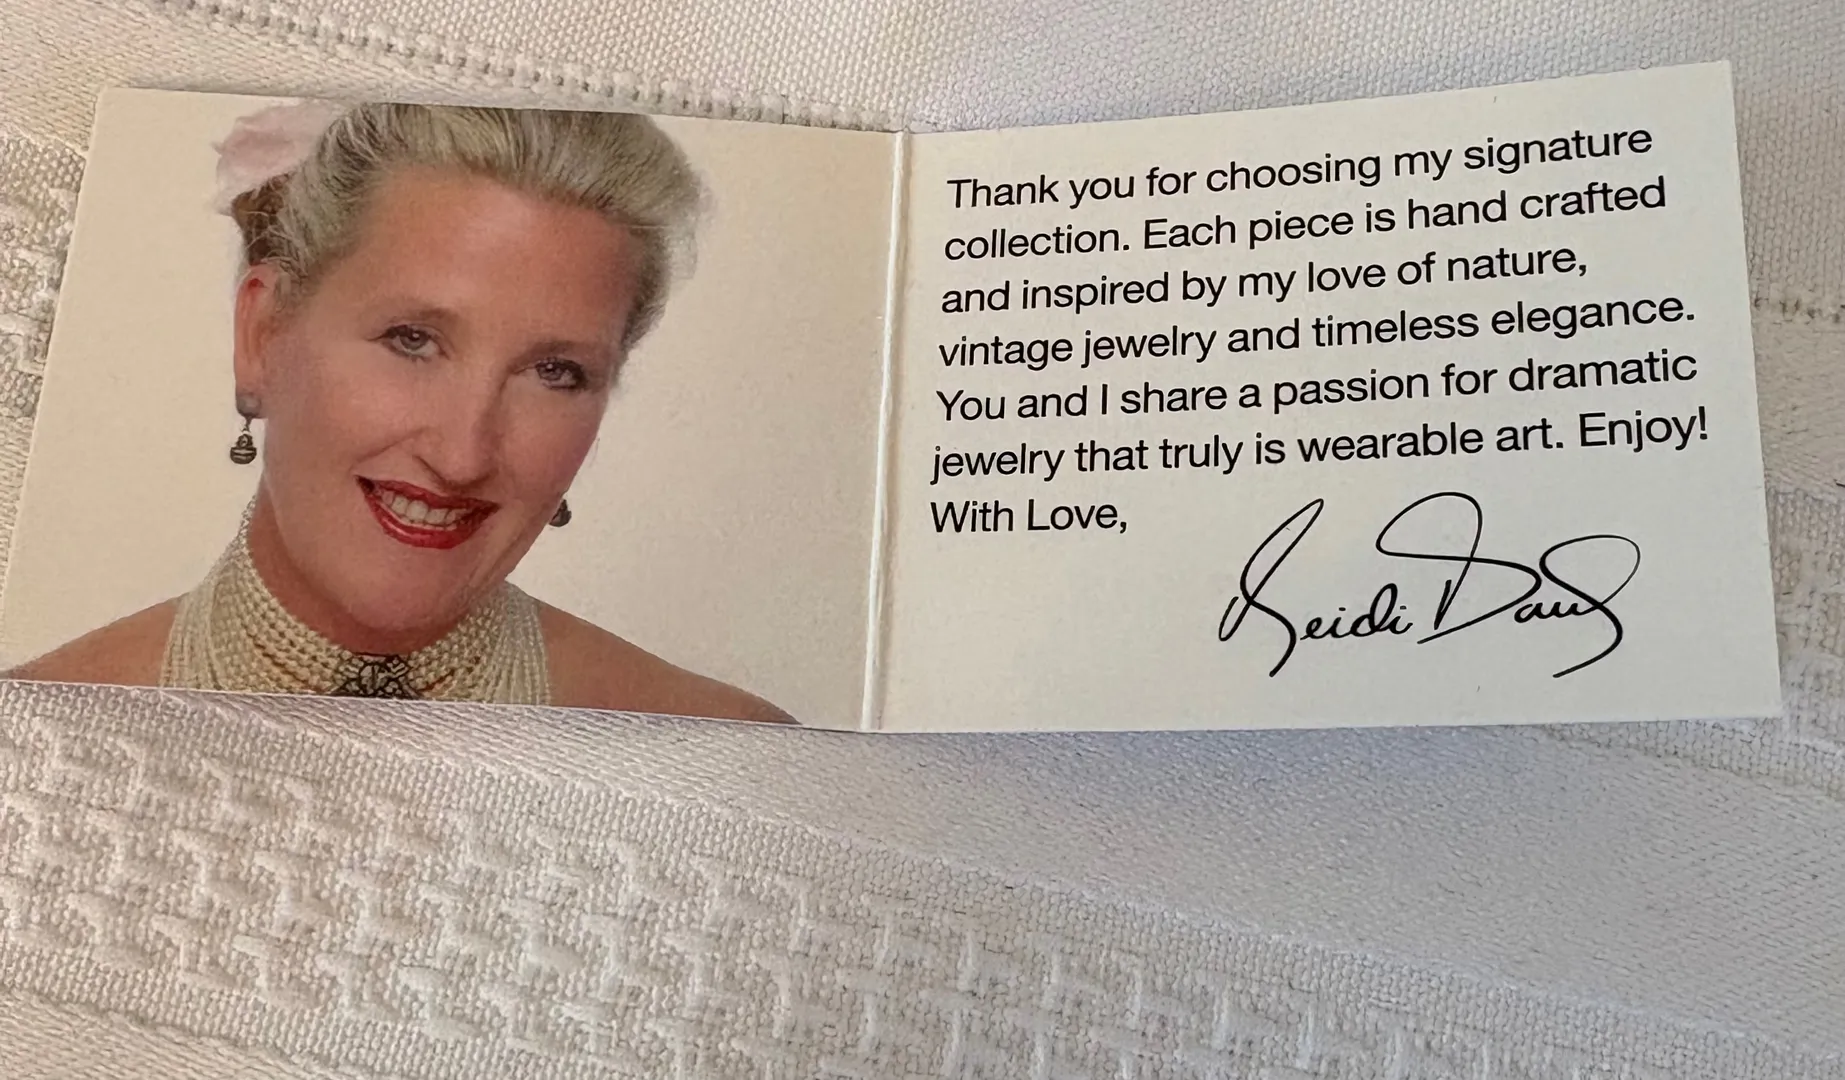 Thank you for choosing my signature
collection. Each piece is hand crafted
and inspired by my love of nature,
vintage jewelry and timeless elegance.
You and I share a passion for dramatic
jewelry that truly is wearable art. Enjoy!
With Love,
Heidi Daus